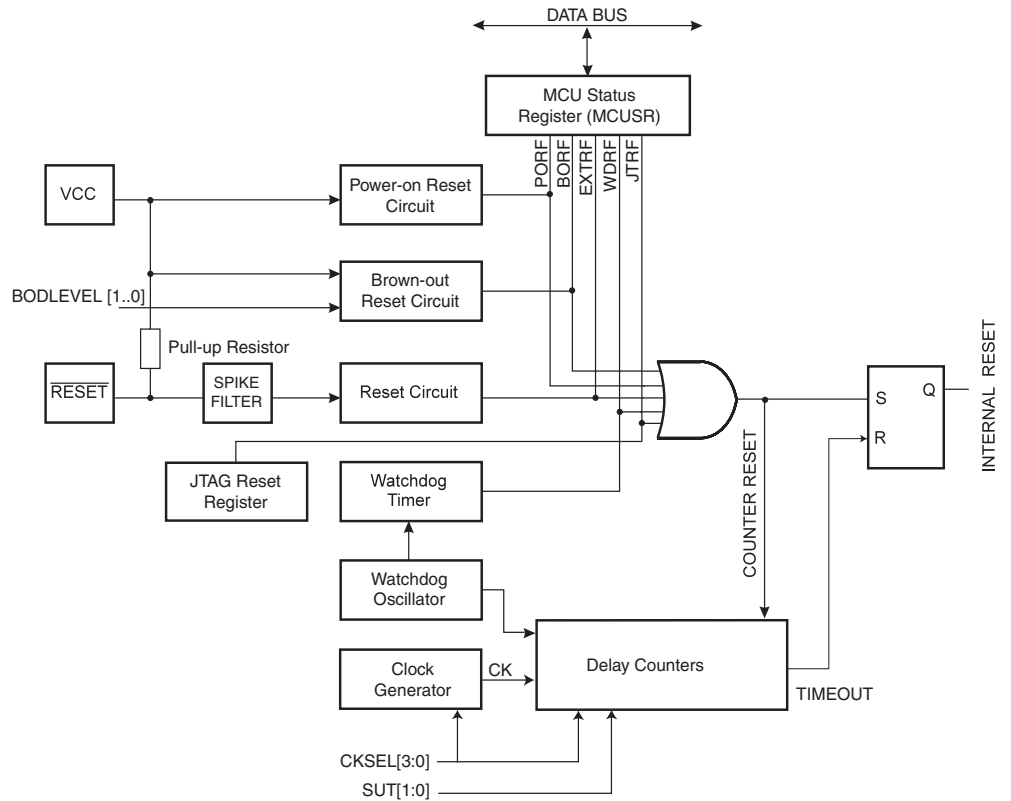 DATA BUS
MCU Status
Register (MCUSR)
PORF
BORF
EXTRF
WDRF
JTRF
VCC
Power-on Reset
Circuit
Brown-out
Reset Circuit
BODLEVEL [1..0]
Pull-up Resistor
RESET
SPIKE
FILTER
Reset Circuit
S
Q
R
INTERNAL RESET
JTAG Reset
Register
Watchdog
Timer
COUNTER RESET
Watchdog
Oscillator
Clock
Generator
CK
Delay Counters
TIMEOUT
CKSEL[3:0]
SUT[1:0]